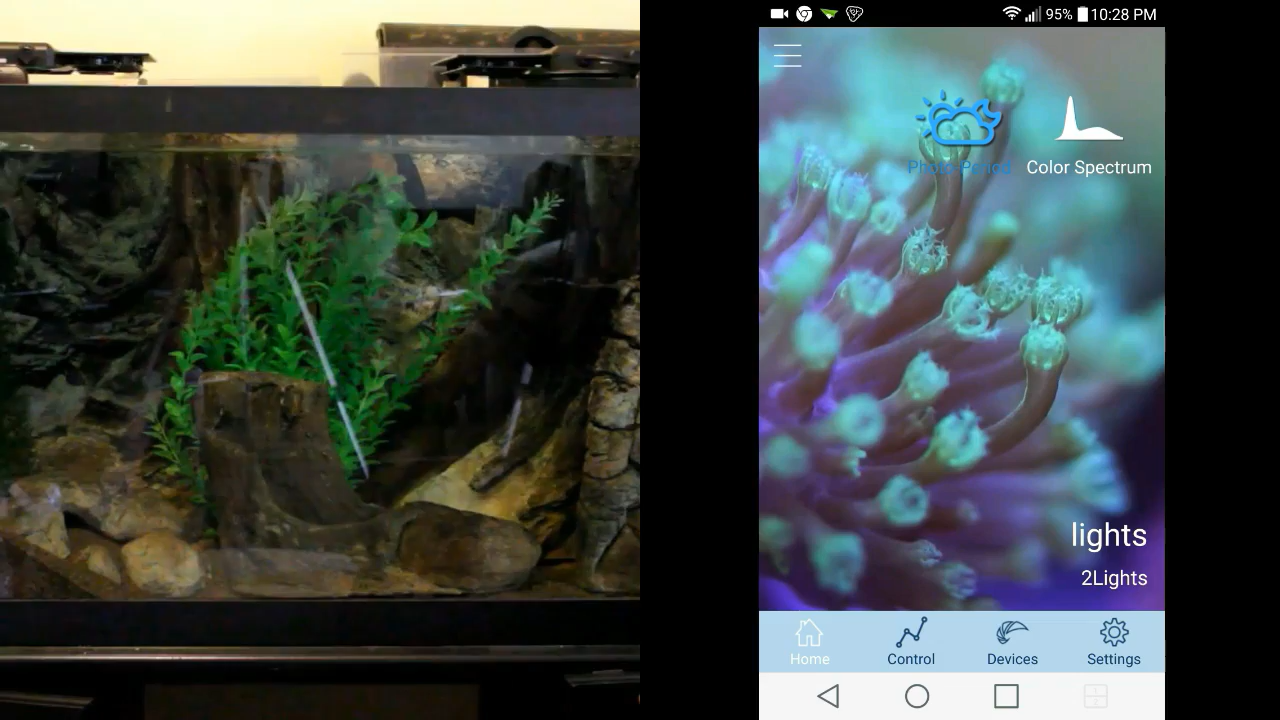 95% 10:28 PM
Photo Period Color Spectrum
lights
2Lights
Home Control Devices Settings